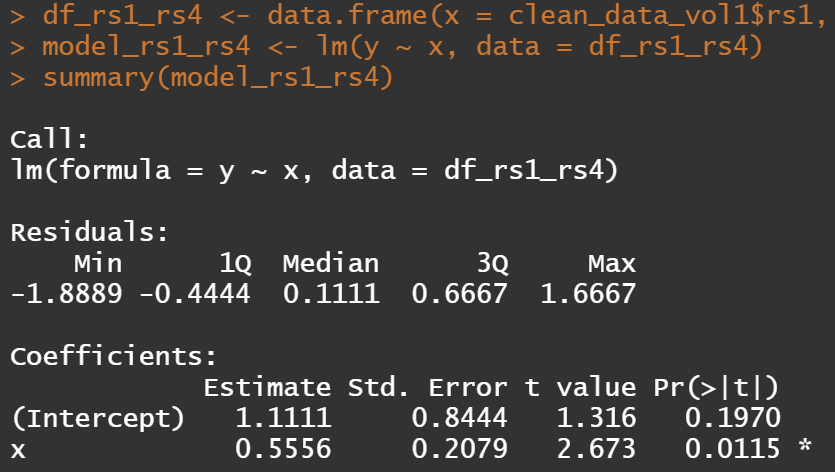 > df_rs1_rs4 <- data.frame(x = clean_data_vol1$rs1,
> model_rs1_rs4 <- lm(y ~ x, data = df_rs1_rs4)
> summary(model_rs1_rs4)
Call:
lm(formula = y ~ x, data = df_rs1_rs4)
Residuals:
    Min      1Q  Median      3Q     Max
-1.8889 -0.4444  0.1111  0.6667  1.6667
Coefficients:
            Estimate Std. Error t value Pr(>|t|)
(Intercept)   1.1111     0.8444   1.316   0.1970
x             0.5556     0.2079   2.673   0.0115 *